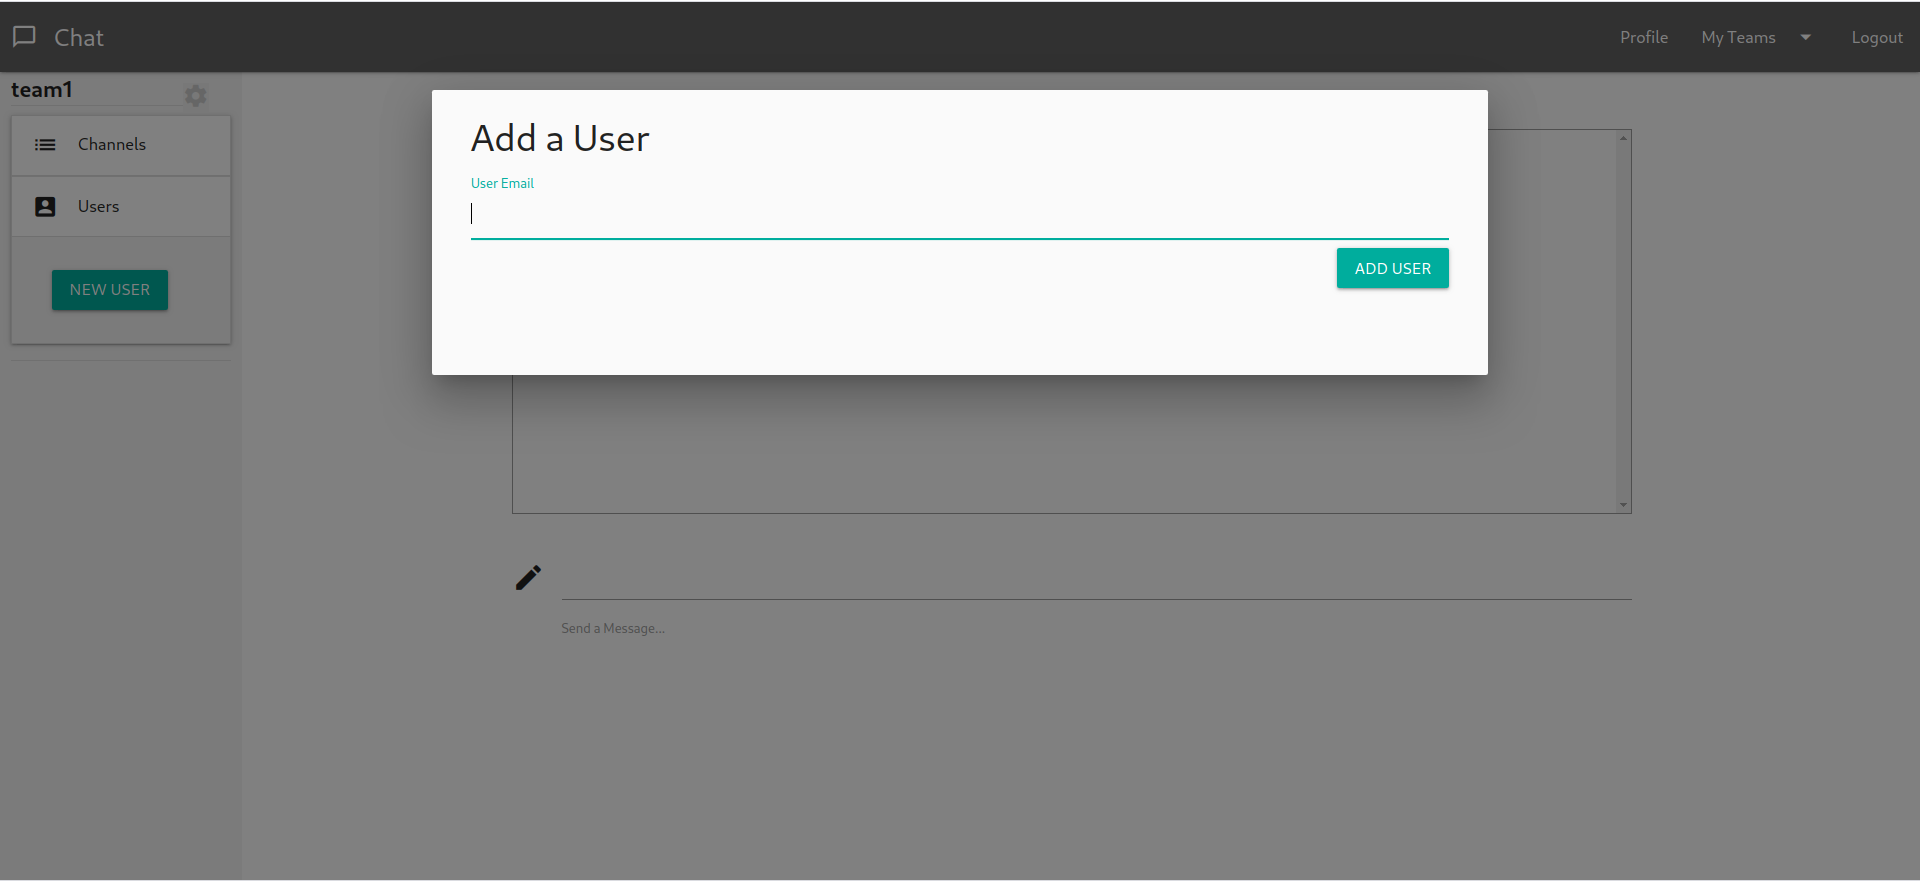 Chat
Profile
My Teams
Logout
team1
Channels
Users
NEW USER
Add a User
User Email
ADD USER
Send a Message...